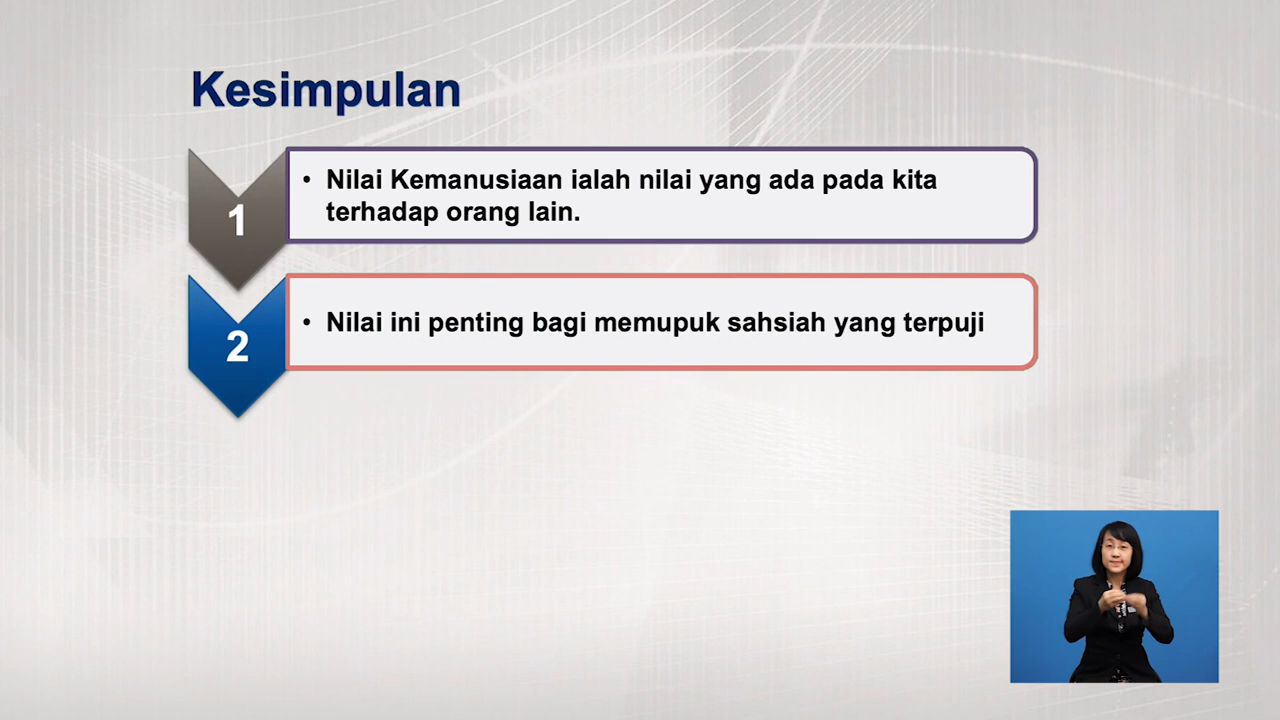 Kesimpulan
1
• Nilai Kemanusiaan ialah nilai yang ada pada kita
terhadap orang lain.
2
• Nilai ini penting bagi memupuk sahsiah yang terpuji